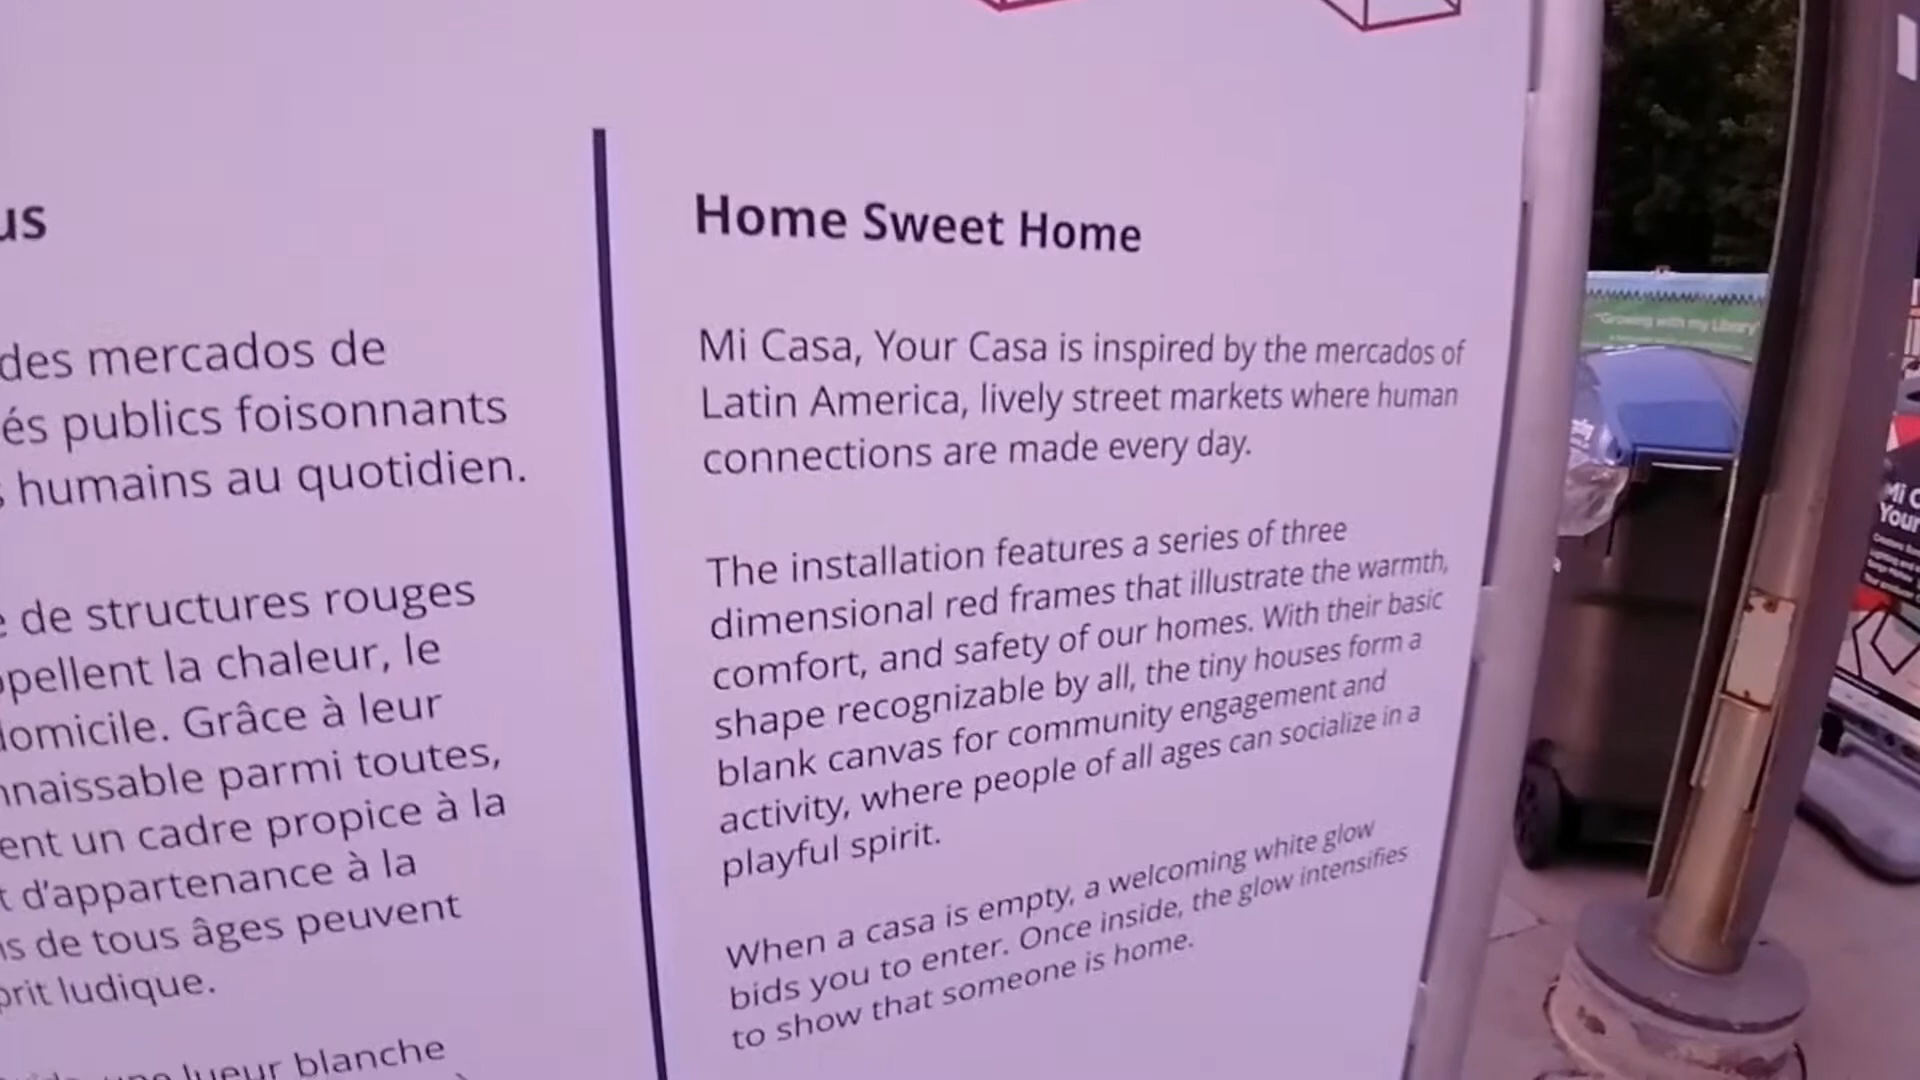 us
des mercados de
és publics foisonnants
humains au quotidien.
de structures rouges
pellent la chaleur, le
domicile. Grâce à leur
nnaissable parmi toutes,
ent un cadre propice à la
t d'appartenance à la
ns de tous âges peuvent
prit ludique.
une lueur blanche
Home Sweet Home
Mi Casa, Your Casa is inspired by the mercados of
Latin America, lively street markets where human
connections are made every day.
The installation features a series of three
dimensional red frames that illustrate the warmth,
comfort, and safety of our homes. With their basic
shape recognizable by all, the tiny houses form a
blank canvas for community engagement and
activity, where people of all ages can socialize in a
playful spirit.
When a casa is empty, a welcoming white glow
bids you to enter. Once inside, the glow intensifies
to show that someone is home.
"Growing with my Library"
Mi C
Your